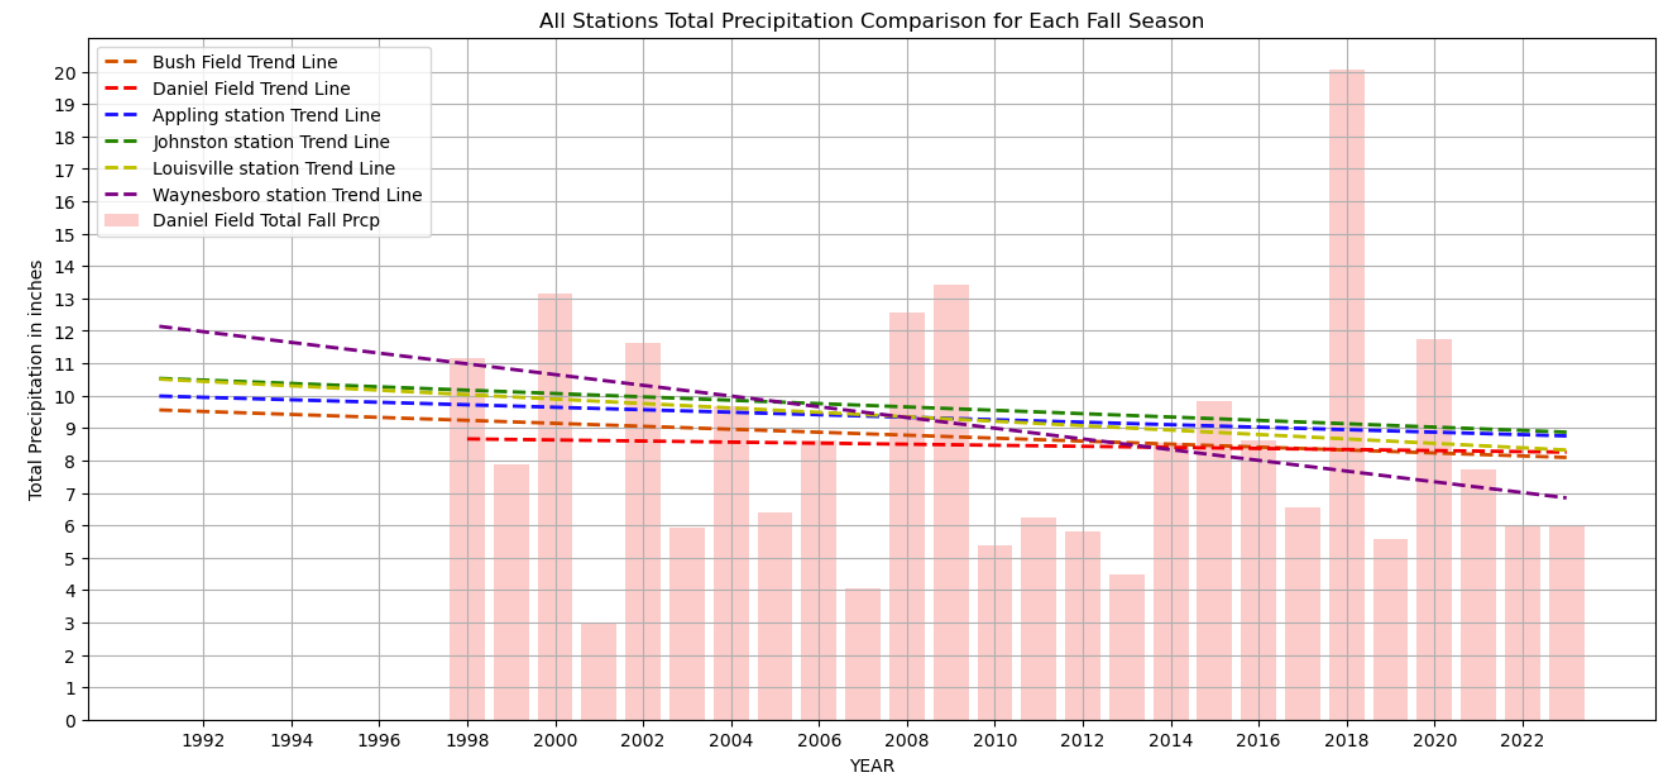 All Stations Total Precipitation Comparison for Each Fall Season
Bush Field Trend Line
Daniel Field Trend Line
Appling station Trend Line
Johnston station Trend Line
Louisville station Trend Line
Waynesboro station Trend Line
Daniel Field Total Fall Prcp
Total Precipitation in inches
20
19
18
17
16
15
14
13
12
11
10
9
8
7
6
5
4
3
2
1
0
1992 1994 1996 1998 2000 2002 2004 2006 2008 2010 2012 2014 2016 2018 2020 2022
YEAR